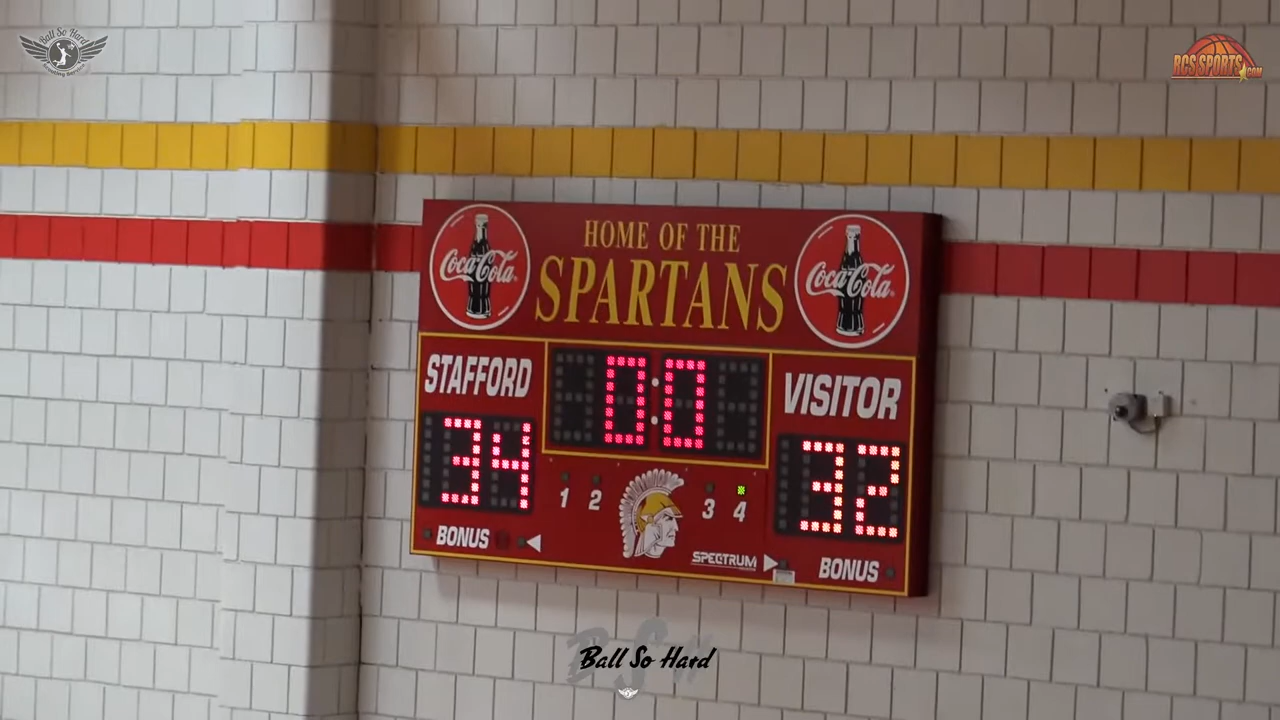 Ball So Hard
RCS SPORTS.COM
HOME OF THE
SPARTANS
Coca-Cola
Coca-Cola
STAFFORD
0:0
VISITOR
34
32
1 2
3 4
BONUS
SPECTRUM
BONUS
Ball So Hard